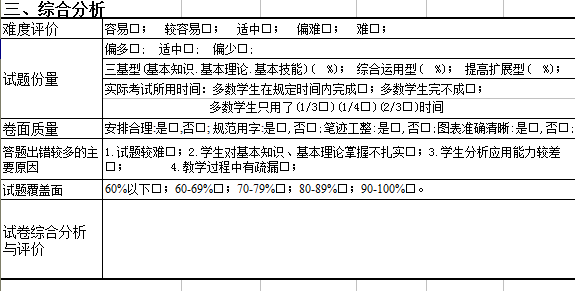 三、综合分析
难度评价 容易□; 较容易□; 适中□; 偏难□; 难□;
试题份量 偏多□; 适中□; 偏少□;
三基型(基本知识.基本理论.基本技能)( %); 综合运用型( %); 提高扩展型( %);
实际考试所用时间: 多数学生在规定时间内完成□; 多数学生完不成□;
多数学生只用了(1/3□)(1/4□)(2/3□)时间
卷面质量 安排合理:是□,否□;规范用字:是□,否□;笔迹工整:是□,否□;图表准确清晰:是□,否□;
答题出错较多的主要原因 1.试题较难□; 2.学生对基本知识、基本理论掌握不扎实□; 3.学生分析应用能力较差
□; 4.教学过程中有疏漏□;
试题覆盖面 60%以下□; 60-69%□; 70-79%□; 80-89%□; 90-100%□。
试卷综合分析
与评价